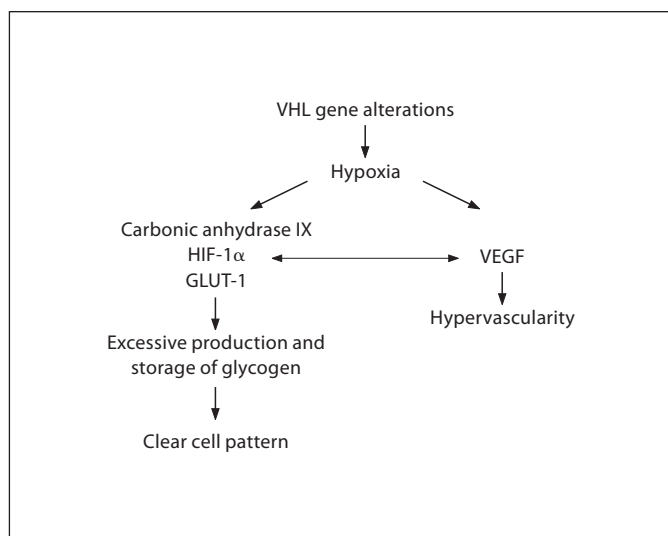 VHL gene alterations
Hypoxia
Carbonic anhydrase IX
HIF-1α
GLUT-1
VEGF
Hypervascularity
Excessive production and
storage of glycogen
Clear cell pattern